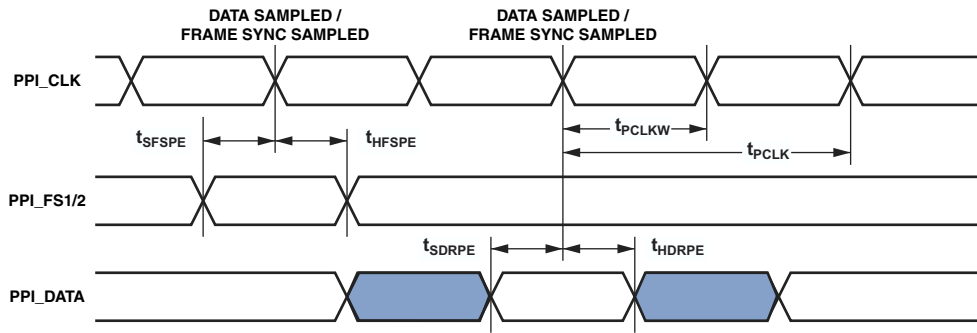 DATA SAMPLED /
FRAME SYNC SAMPLED
DATA SAMPLED /
FRAME SYNC SAMPLED
PPI_CLK
tSFSPE
tHFSPE
tPCLKW
tPCLK
PPI_FS1/2
tSDRPE
tHDRPE
PPI_DATA